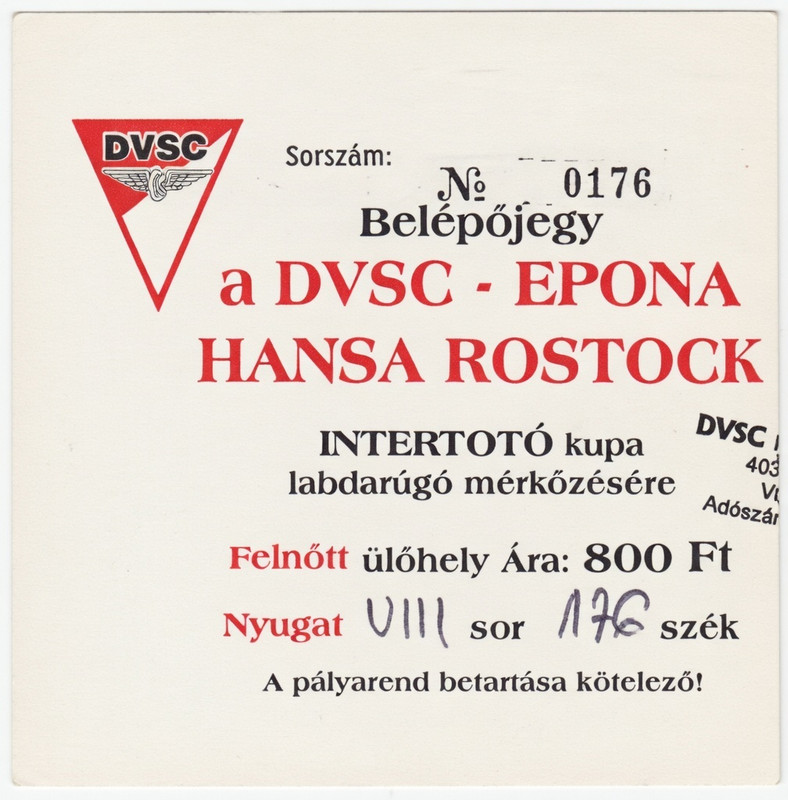 DVSC
Sorszám:
№ 0176
Belépőjegy
a DVSC - EPONA
HANSA ROSTOCK
INTERTOTÓ kupa
labdarúgó mérkőzésére
DVSC
403
Adószám
Felnőtt ülőhely Ára: 800 Ft
Nyugat VIII sor 176 szék
A pályarend betartása kötelező!